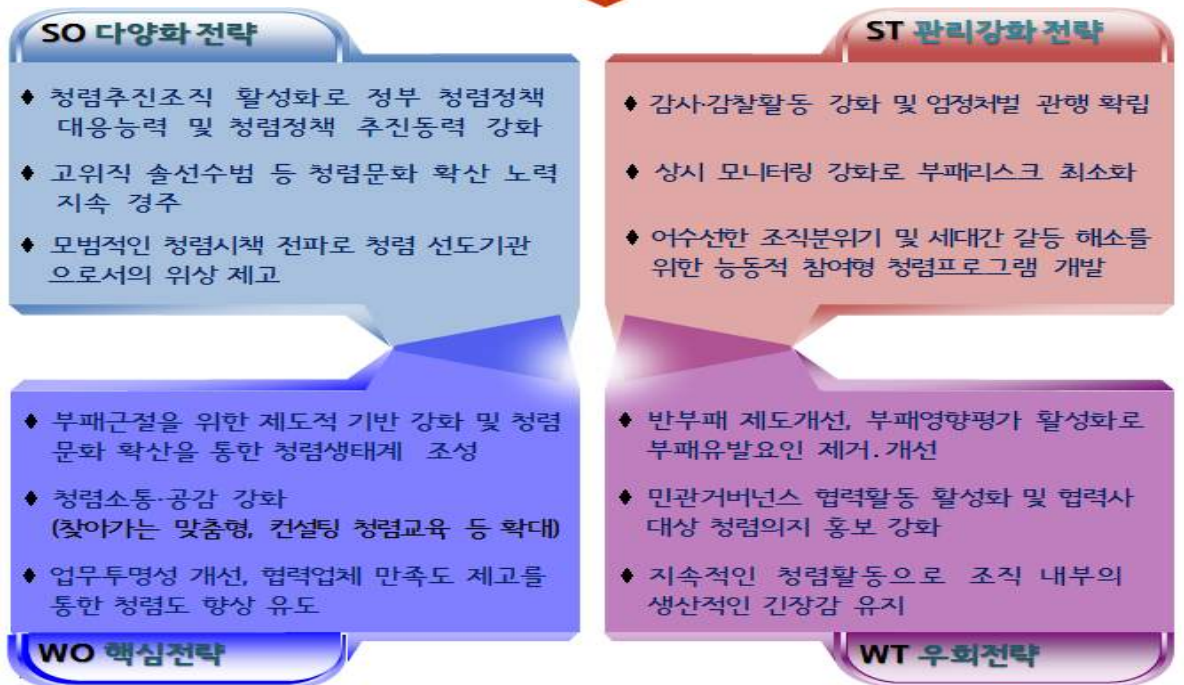 SO 다양화 전략
♦ 청렴추진조직 활성화로 정부 청렴정책
대응능력 및 청렴정책 추진동력 강화
♦ 고위직 솔선수범 등 청렴문화 확산 노력
지속 경주
♦ 모범적인 청렴시책 전파로 청렴 선도기관
으로서의 위상 제고
ST 관리강화 전략
♦ 감사·감찰활동 강화 및 엄정처벌 관행 확립
♦ 상시 모니터링 강화로 부패리스크 최소화
♦ 어수선한 조직분위기 및 세대간 갈등 해소를
위한 능동적 참여형 청렴프로그램 개발
♦ 부패근절을 위한 제도적 기반 강화 및 청렴
문화 확산을 통한 청렴생태계 조성
♦ 청렴소통·공감 강화
(찾아가는 맞춤형, 컨설팅 청렴교육 등 확대)
♦ 업무투명성 개선, 협력업체 만족도 제고를
통한 청렴도 향상 유도
WO 핵심전략
♦ 반부패 제도개선, 부패영향평가 활성화로
부패유발요인 제거.개선
♦ 민관거버넌스 협력활동 활성화 및 협력사
대상 청렴의지 홍보 강화
♦ 지속적인 청렴활동으로 조직 내부의
생산적인 긴장감 유지
WT 우회전략